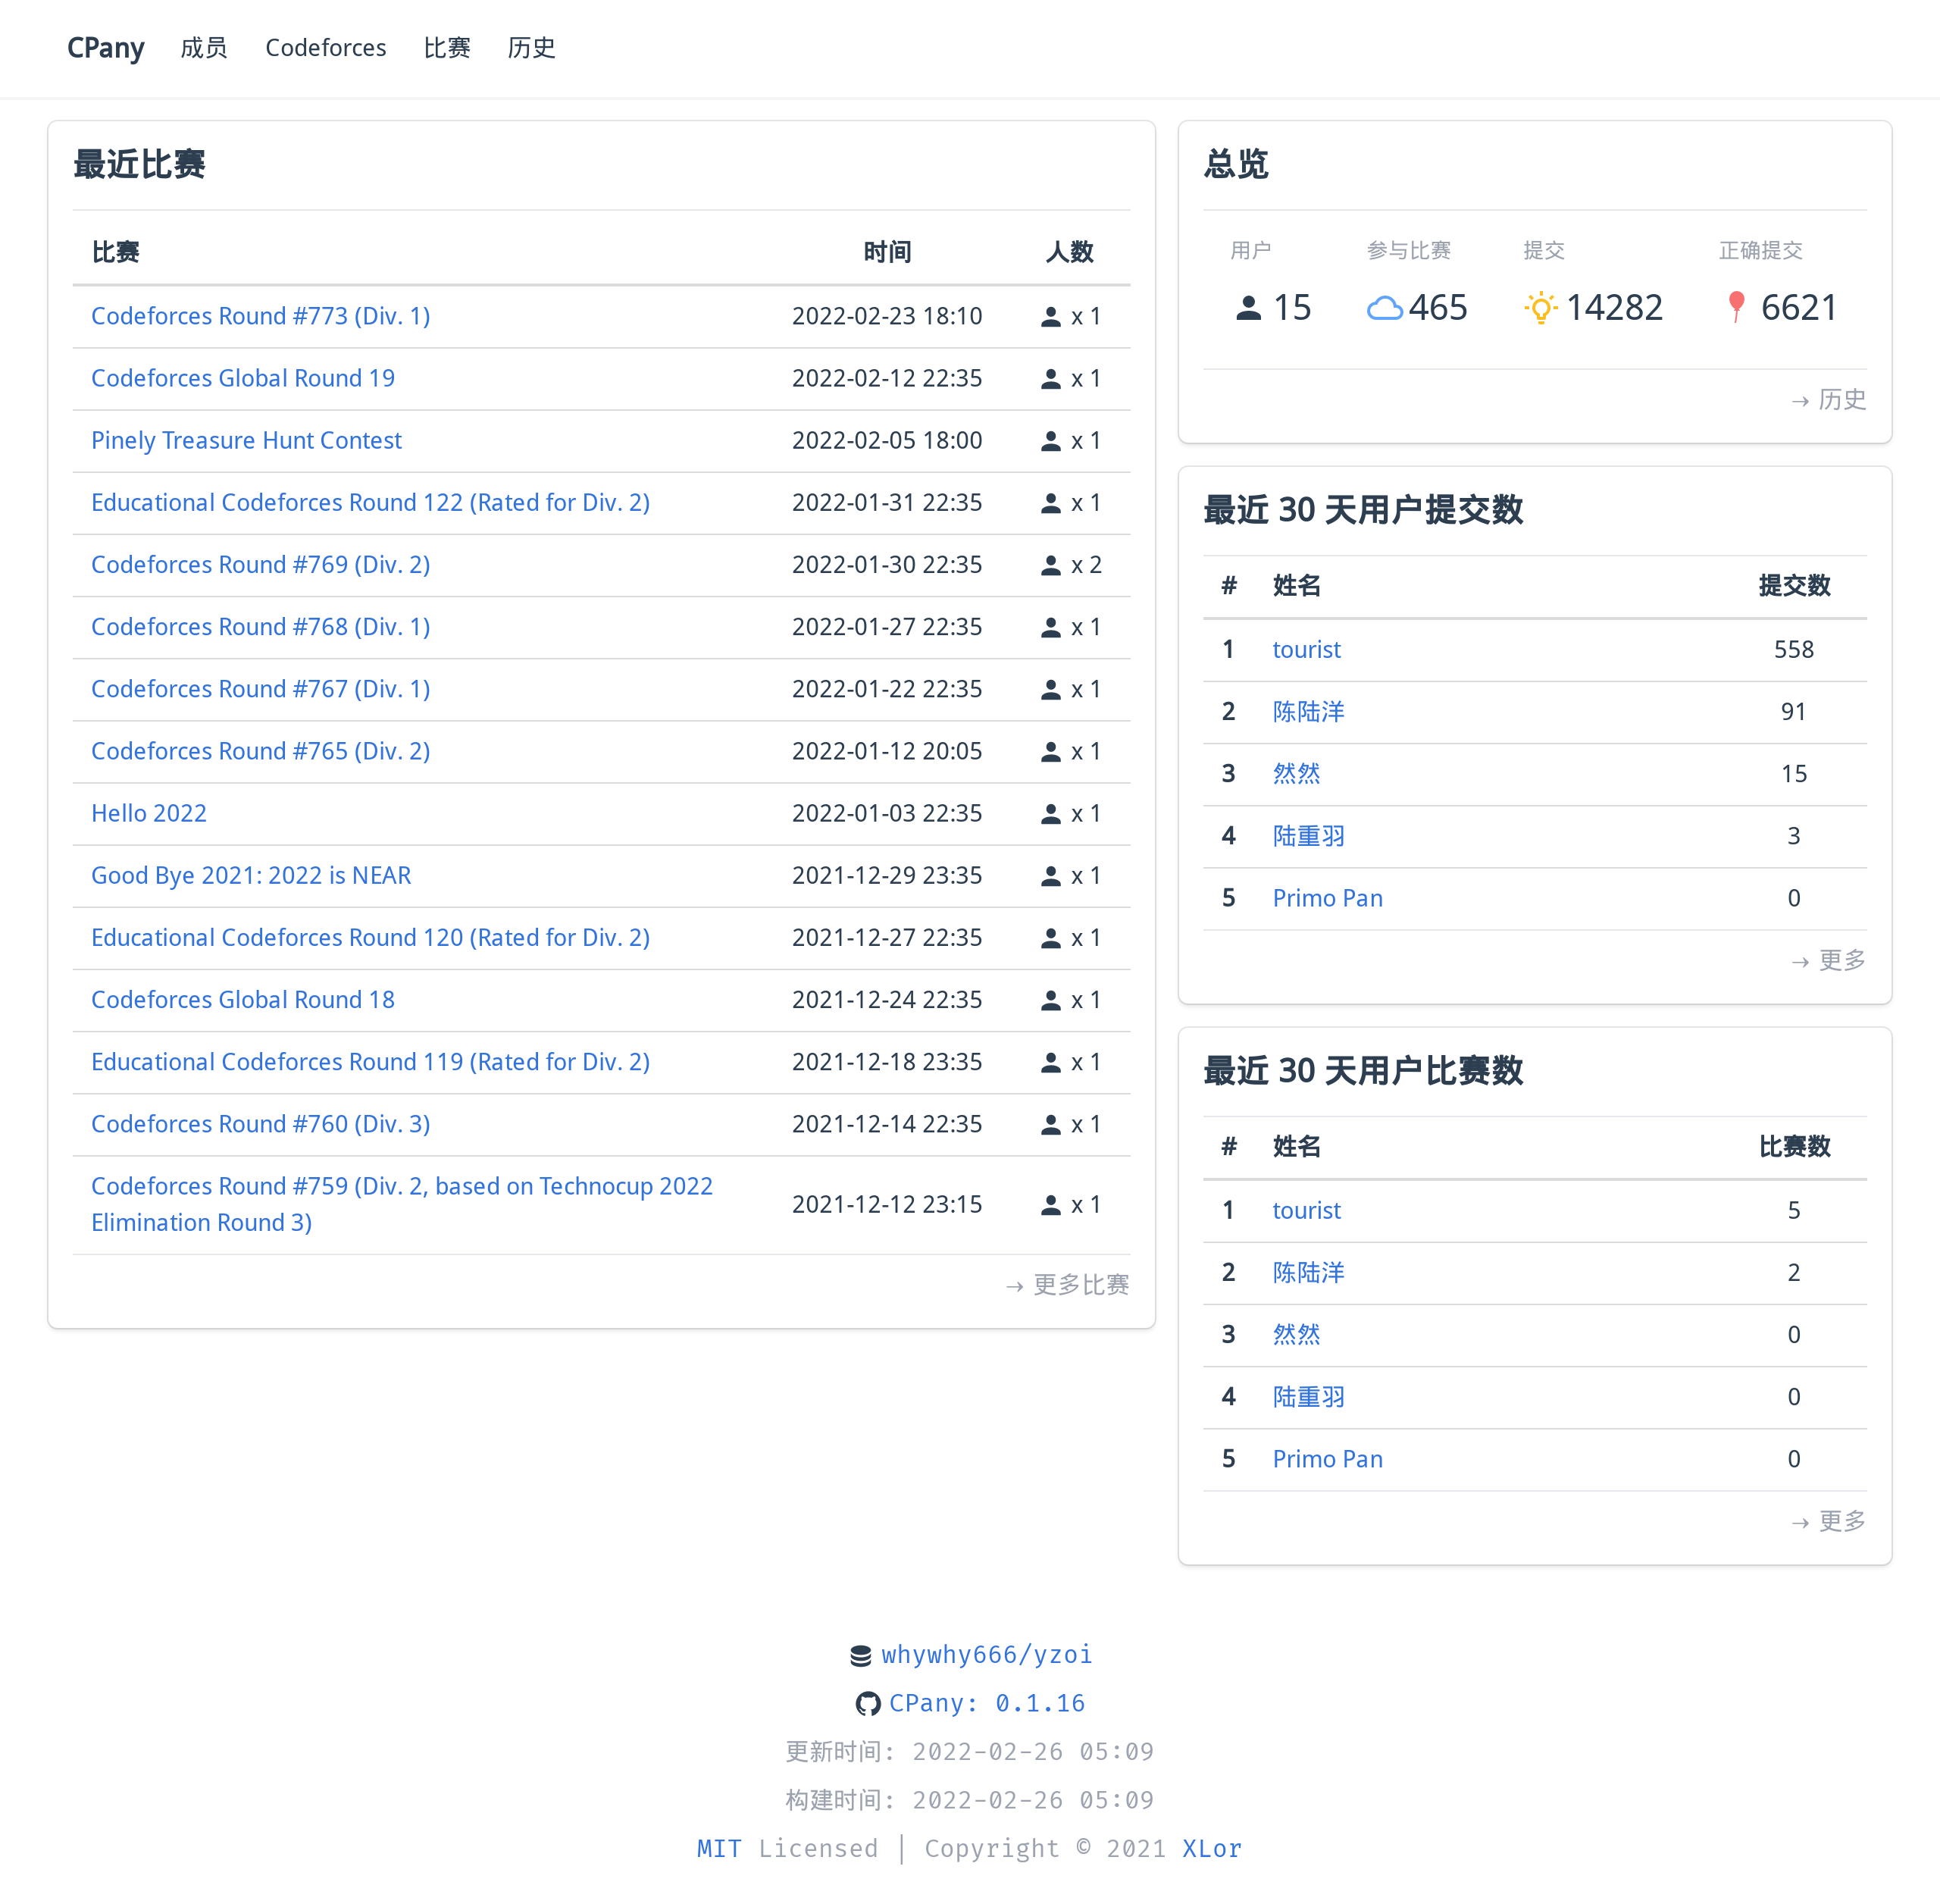 CPany 成员 Codeforces 比赛 历史
最近比赛
比赛 时间 人数
Codeforces Round #773 (Div. 1) 2022-02-23 18:10 x 1
Codeforces Global Round 19 2022-02-12 22:35 x 1
Pinely Treasure Hunt Contest 2022-02-05 18:00 x 1
Educational Codeforces Round 122 (Rated for Div. 2) 2022-01-31 22:35 x 1
Codeforces Round #769 (Div. 2) 2022-01-30 22:35 x 2
Codeforces Round #768 (Div. 1) 2022-01-27 22:35 x 1
Codeforces Round #767 (Div. 1) 2022-01-22 22:35 x 1
Codeforces Round #765 (Div. 2) 2022-01-12 20:05 x 1
Hello 2022 2022-01-03 22:35 x 1
Good Bye 2021: 2022 is NEAR 2021-12-29 23:35 x 1
Educational Codeforces Round 120 (Rated for Div. 2) 2021-12-27 22:35 x 1
Codeforces Global Round 18 2021-12-24 22:35 x 1
Educational Codeforces Round 119 (Rated for Div. 2) 2021-12-18 23:35 x 1
Codeforces Round #760 (Div. 3) 2021-12-14 22:35 x 1
Codeforces Round #759 (Div. 2, based on Technocup 2022
Elimination Round 3) 2021-12-12 23:15 x 1
→ 更多比赛
总览
用户 参与比赛 提交 正确提交
15 465 14282 6621
→ 历史
最近 30 天用户提交数
# 姓名 提交数
1 tourist 558
2 陈陆洋 91
3 然然 15
4 陆重羽 3
5 Primo Pan 0
→ 更多
最近 30 天用户比赛数
# 姓名 比赛数
1 tourist 5
2 陈陆洋 2
3 然然 0
4 陆重羽 0
5 Primo Pan 0
→ 更多
whywhy666/yzoi
CPany: 0.1.16
更新时间: 2022-02-26 05:09
构建时间: 2022-02-26 05:09
MIT Licensed | Copyright © 2021 XLor